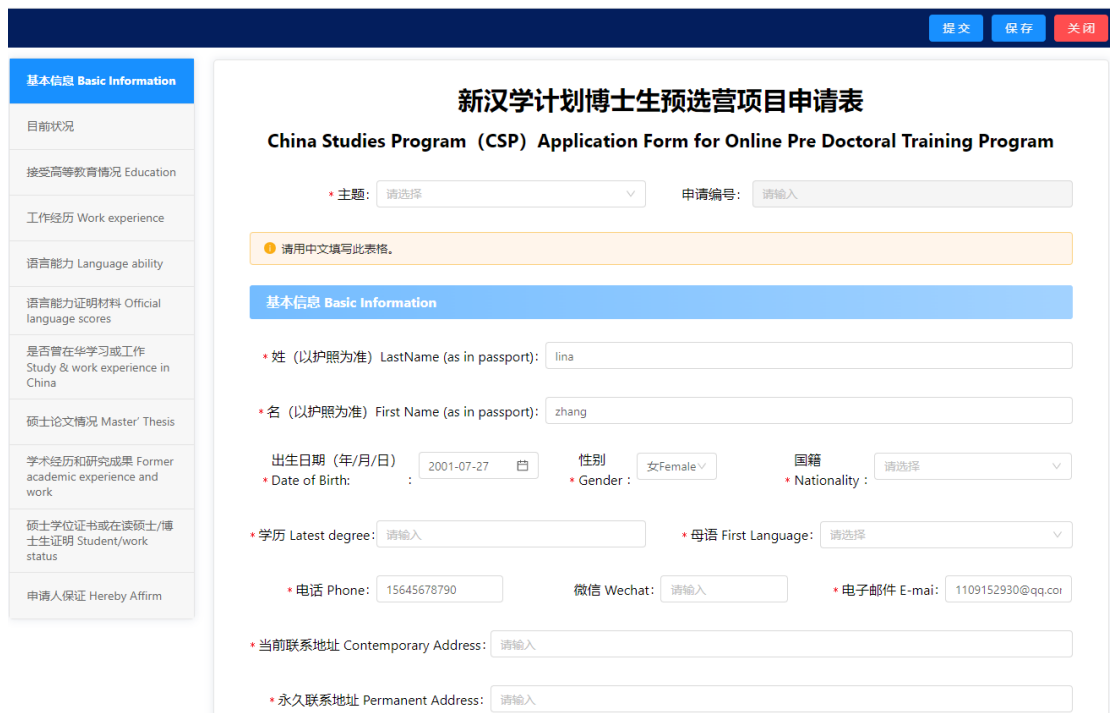 提 交 保 存 关 闭
基本信息 Basic Information
目前状况
接受高等教育情况 Education
工作经历 Work experience
语言能力 Language ability
语言能力证明材料 Official
language scores
是否曾在华学习或工作
Study & work experience in
China
硕士论文情况 Master' Thesis
学术经历和研究成果 Former
academic experience and
work
硕士学位证书或在读硕士/博
士生证明 Student/work
status
申请人保证 Hereby Affirm
新汉学计划博士生预选营项目申请表
China Studies Program（CSP）Application Form for Online Pre Doctoral Training Program
* 主题: 请选择 申请编号: 请输入
请用中文填写此表格。
基本信息 Basic Information
* 姓（以护照为准）LastName (as in passport): lina
* 名（以护照为准）First Name (as in passport): zhang
出生日期（年/月/日）
* Date of Birth: : 2001-07-27
性别
* Gender : 女Female
国籍
* Nationality : 请选择
* 学历 Latest degree: 请输入 * 母语 First Language: 请选择
* 电话 Phone: 15645678790 微信 Wechat: 请输入 * 电子邮件 E-mai: 1109152930@qq.cor
* 当前联系地址 Contemporary Address: 请输入
* 永久联系地址 Permanent Address: 请输入